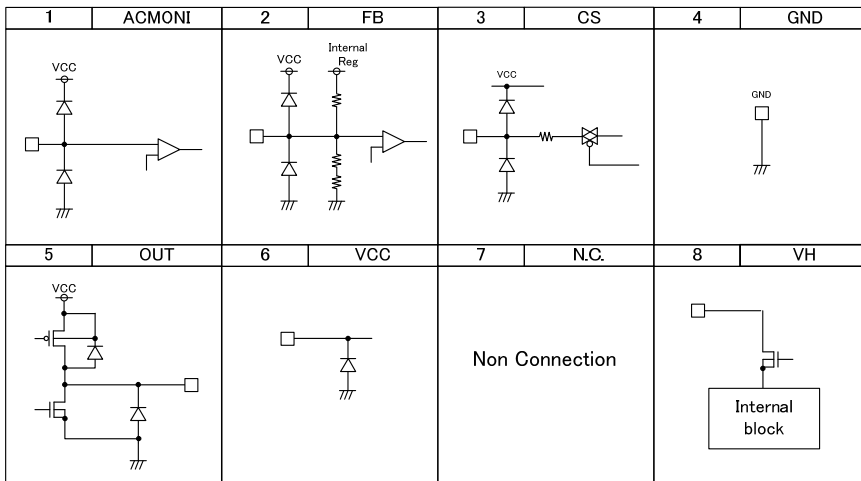 1 ACMONI 2 FB 3 CS 4 GND
VCC
VCC
Internal
Reg
VCC
GND
5 OUT 6 VCC 7 N.C. 8 VH
VCC
Non Connection
Internal
block